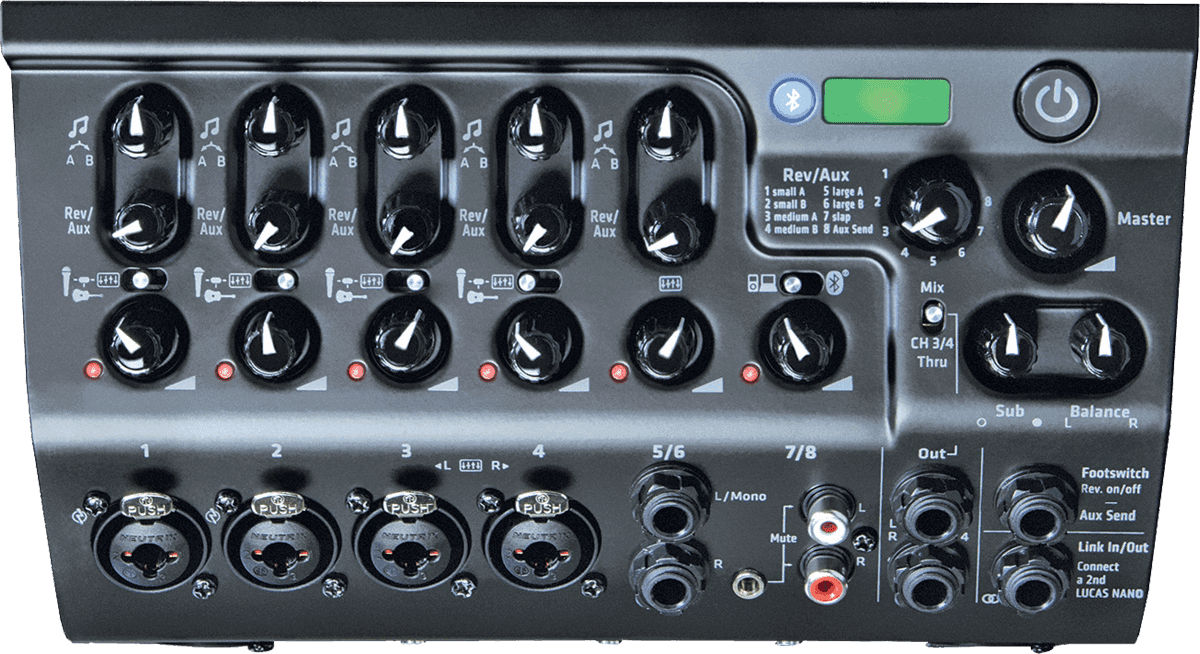 A B
A B
A B
A B
A B
Rev/Aux
1 small A 5 large A
2 small B 6 large B
3 medium A 7 slap
4 medium B 8 Aux Send
1
2
3
4
5
6
7
8
Master
Rev/
Aux
Rev/
Aux
Rev/
Aux
Rev/
Aux
Rev/
Aux
Mix
CH 3/4
Thru
Sub
Balance
L R
1
2
3
4
5/6
7/8
L R
Out
PUSH
PUSH
PUSH
PUSH
NEUTRIK
NEUTRIK
NEUTRIK
NEUTRIK
L/Mono
R
Mute
L
R
L
R
4
Footswitch
Rev. on/off
Aux Send
Link In/Out
Connect
a 2nd
LUCAS NANO